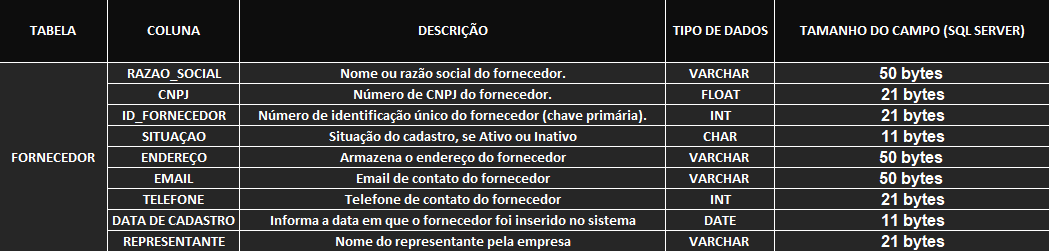 TABELA COLUNA DESCRIÇÃO TIPO DE DADOS TAMANHO DO CAMPO (SQL SERVER)
RAZAO_SOCIAL Nome ou razão social do fornecedor. VARCHAR 50 bytes
CNPJ Número de CNPJ do fornecedor. FLOAT 21 bytes
ID_FORNECEDOR Número de identificação único do fornecedor (chave primária). INT 21 bytes
SITUAÇAO Situação do cadastro, se Ativo ou Inativo CHAR 11 bytes
FORNECEDOR ENDEREÇO Armazena o endereço do fornecedor VARCHAR 50 bytes
EMAIL Email de contato do fornecedor VARCHAR 50 bytes
TELEFONE Telefone de contato do fornecedor INT 21 bytes
DATA DE CADASTRO Informa a data em que o fornecedor foi inserido no sistema DATE 11 bytes
REPRESENTANTE Nome do representante pela empresa VARCHAR 21 bytes